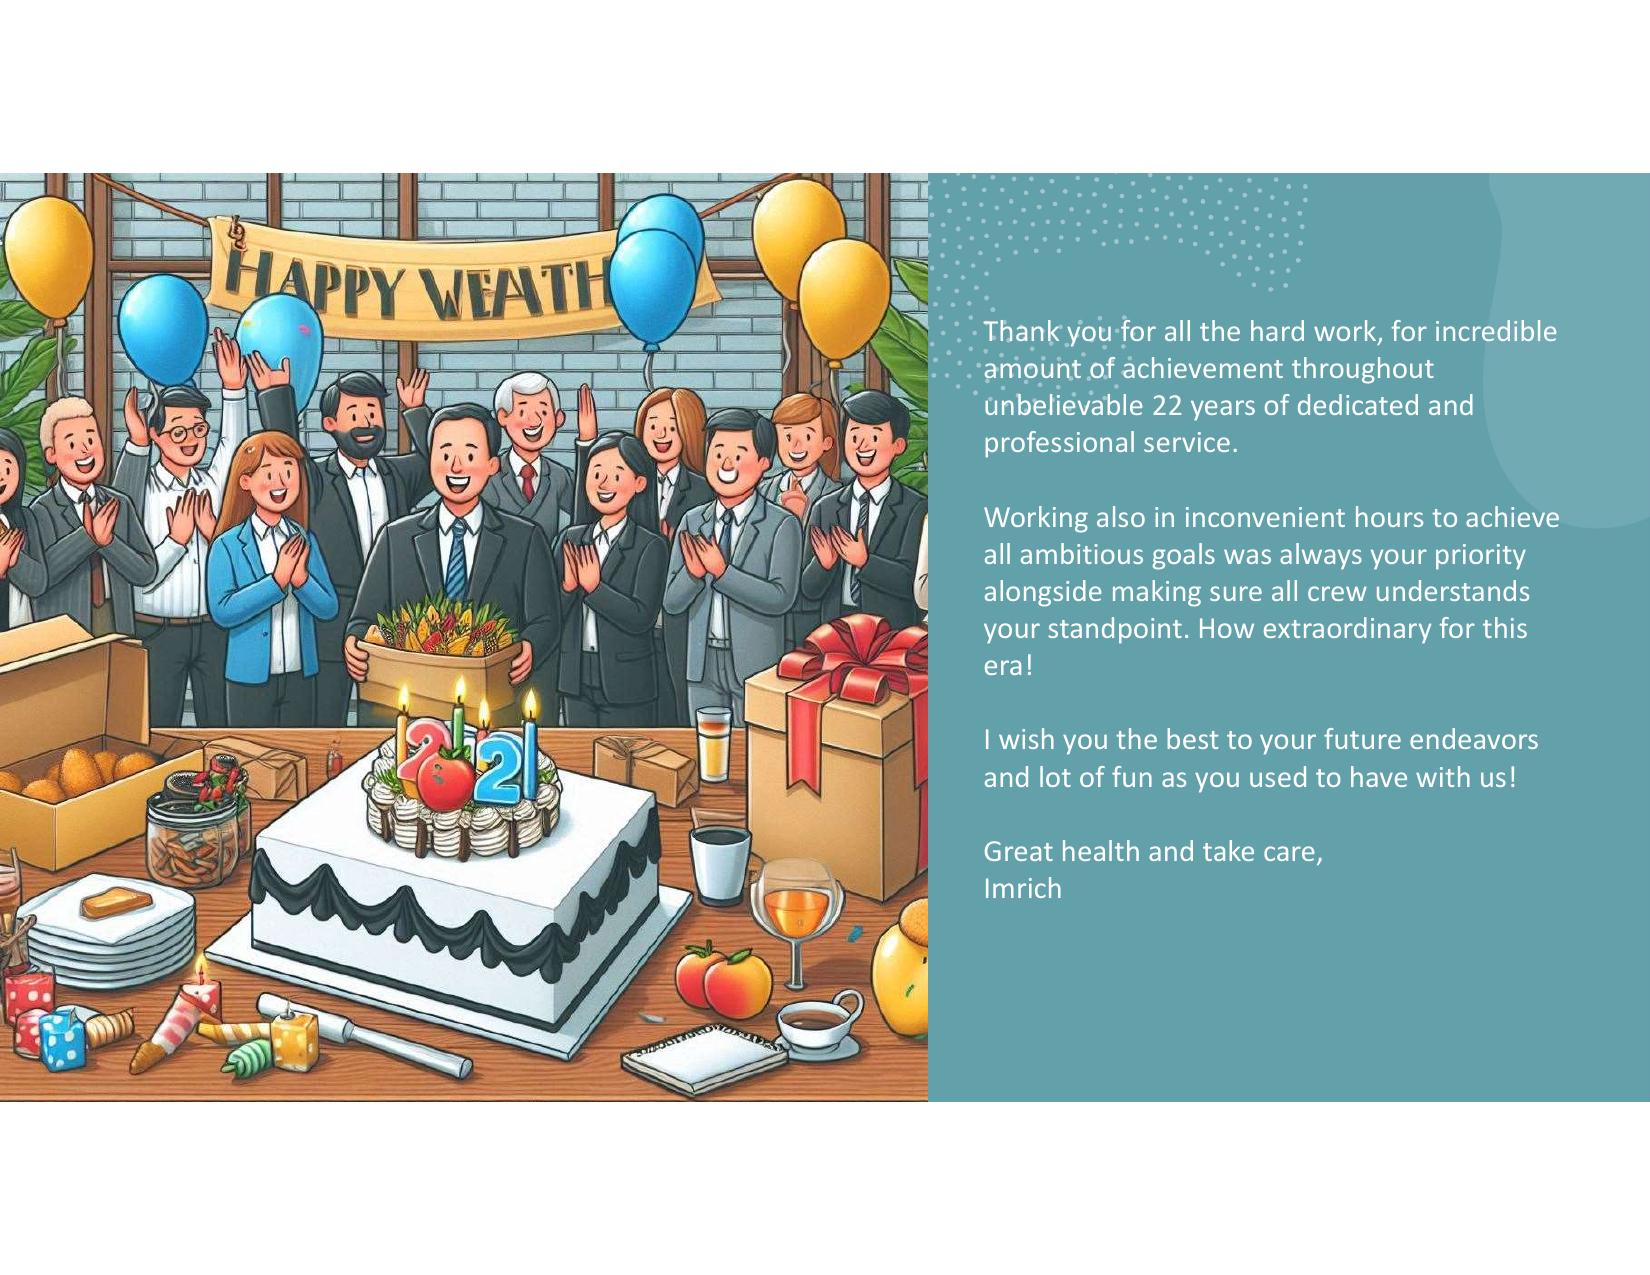 HAPPY WEATH
221
Thank you for all the hard work, for incredible
amount of achievement throughout
unbelievable 22 years of dedicated and
professional service.
Working also in inconvenient hours to achieve
all ambitious goals was always your priority
alongside making sure all crew understands
your standpoint. How extraordinary for this
era!
I wish you the best to your future endeavors
and lot of fun as you used to have with us!
Great health and take care,
Imrich